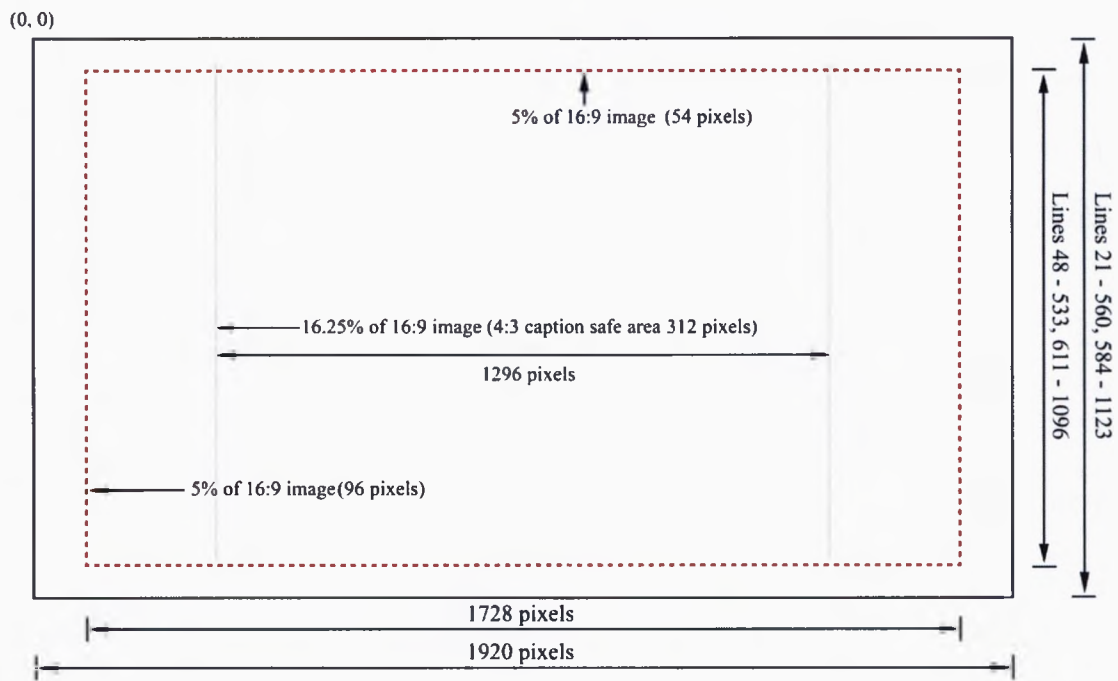 (0, 0)
5% of 16:9 image (54 pixels)
16.25% of 16:9 image (4:3 caption safe area 312 pixels)
1296 pixels
5% of 16:9 image(96 pixels)
1728 pixels
1920 pixels
Lines 48 - 533, 611 - 1096
Lines 21 - 560, 584 - 1123